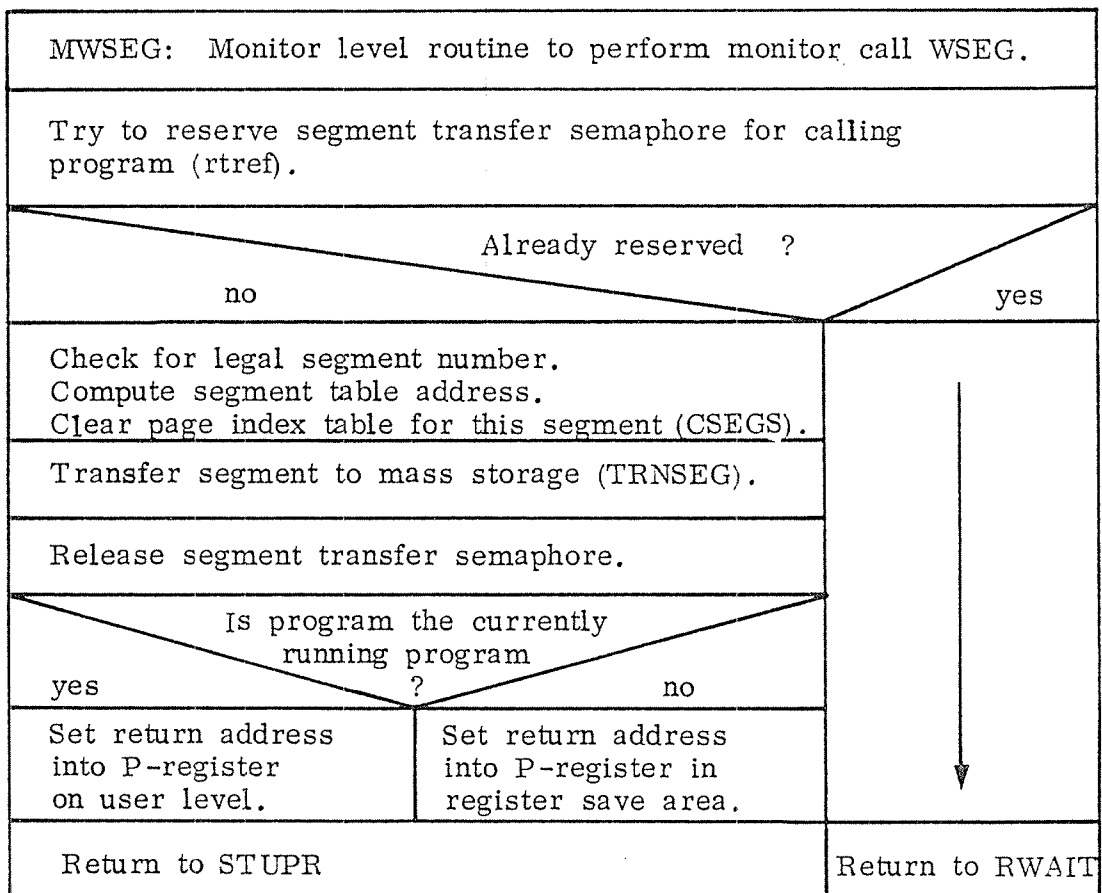 MWSEG: Monitor level routine to perform monitor call WSEG.
Try to reserve segment transfer semaphore for calling
program (rtref).
Already reserved ?
no
yes
Check for legal segment number.
Compute segment table address.
Clear page index table for this segment (CSEGS).
Transfer segment to mass storage (TRNSEG).
Release segment transfer semaphore.
Is program the currently
running program
?
yes
no
Set return address
into P-register
on user level.
Set return address
into P-register in
register save area.
Return to STUPR
Return to RWAIT